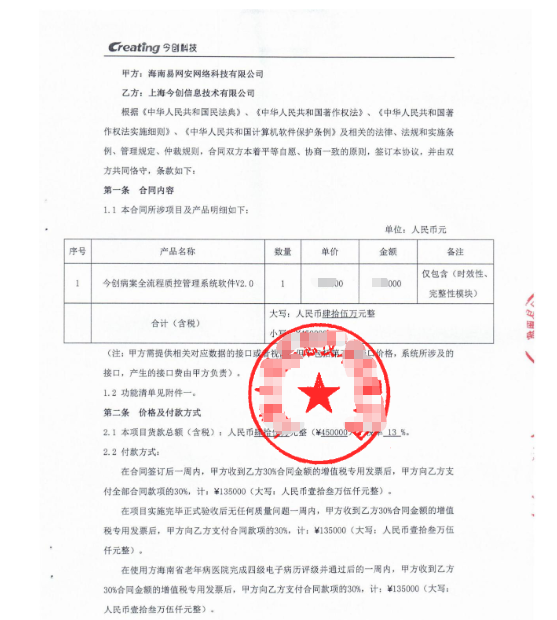 Creating 今创科技
甲方：海南县网安网络科技有限公司
乙方：上海今创信息技术有限公司
根据《中华人民共和国民法典》、《中华人民共和国著作权法》、《中华人民共和国著
作权法实施细则》、《中华人民共和国计算机软件保护条例》及相关的法律、法规和实施条
例、管理规定、仲裁规则，合同双方本着平等自愿、协商一致的原则，签订本协议，并由双
方共同恪守，条款如下：
第一条 合同内容
1.1 本合同所涉项目及产品明细如下：
单位：人民币元
序号 产品名称 数量 单价 金额 备注
1 今创病案全流程质控管理系统软件V2.0 1 00 000 仅包含（时效性、
完整性模块）
合计（含税） 大写：人民币肆拾伍万元整
小写
（注：甲方需提供相关对应数据的接口或 口价格，系统所涉及的
接口，产生的接口费由甲方负责）。
1.2 功能清单见附件一。
第二条 价格及付款方式
2.1 本项目货款总额（含税）：人民币肆拾 元整（¥450000 13 %。
2.2 付款方式：
在合同签订后一周内，甲方收到乙方30%合同金额的增值税专用发票后，甲方向乙方支
付全部合同款项的30%，计：¥135000（大写：人民币壹拾叁万伍仟元整）。
在项目实施完毕正式验收后无任何质量问题一周内，甲方收到乙方30%合同金额的增值
税专用发票后，甲方向乙方支付合同款项的30%，计：¥135000（大写：人民币壹拾叁万伍
仟元整）。
在使用方海南省老年病医院完成四级电子病历评级并通过后的一周内，甲方收到乙方
30%合同金额的增值税专用发票后，甲方向乙方支付合同款项的30%，计：¥135000（大写：
人民币壹拾叁万伍仟元整）。